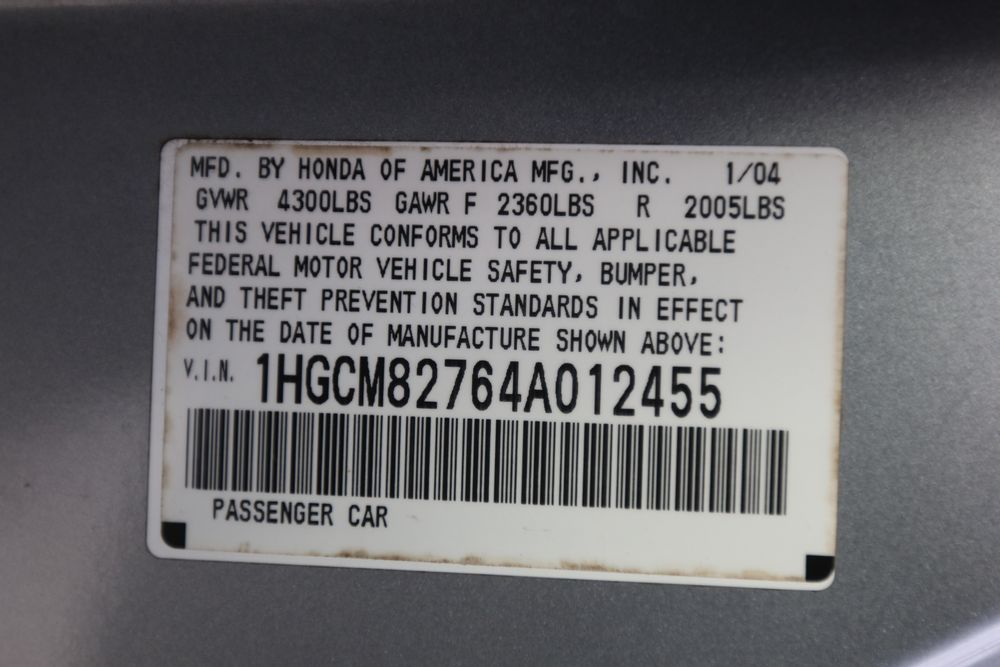 MFD. BY HONDA OF AMERICA MFG., INC. 1/04
GVWR 4300LBS GAWR F 2360LBS R 2005LBS
THIS VEHICLE CONFORMS TO ALL APPLICABLE
FEDERAL MOTOR VEHICLE SAFETY, BUMPER,
AND THEFT PREVENTION STANDARDS IN EFFECT
ON THE DATE OF MANUFACTURE SHOWN ABOVE:
V.I.N. 1HGCM82764A012455
PASSENGER CAR